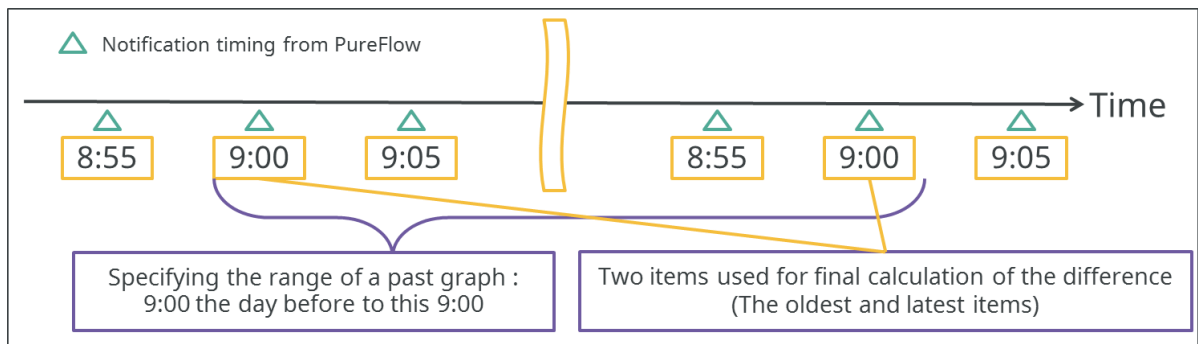 Notification timing from PureFlow
Time
8:55
9:00
9:05
8:55
9:00
9:05
Specifying the range of a past graph :
9:00 the day before to this 9:00
Two items used for final calculation of the difference
(The oldest and latest items)